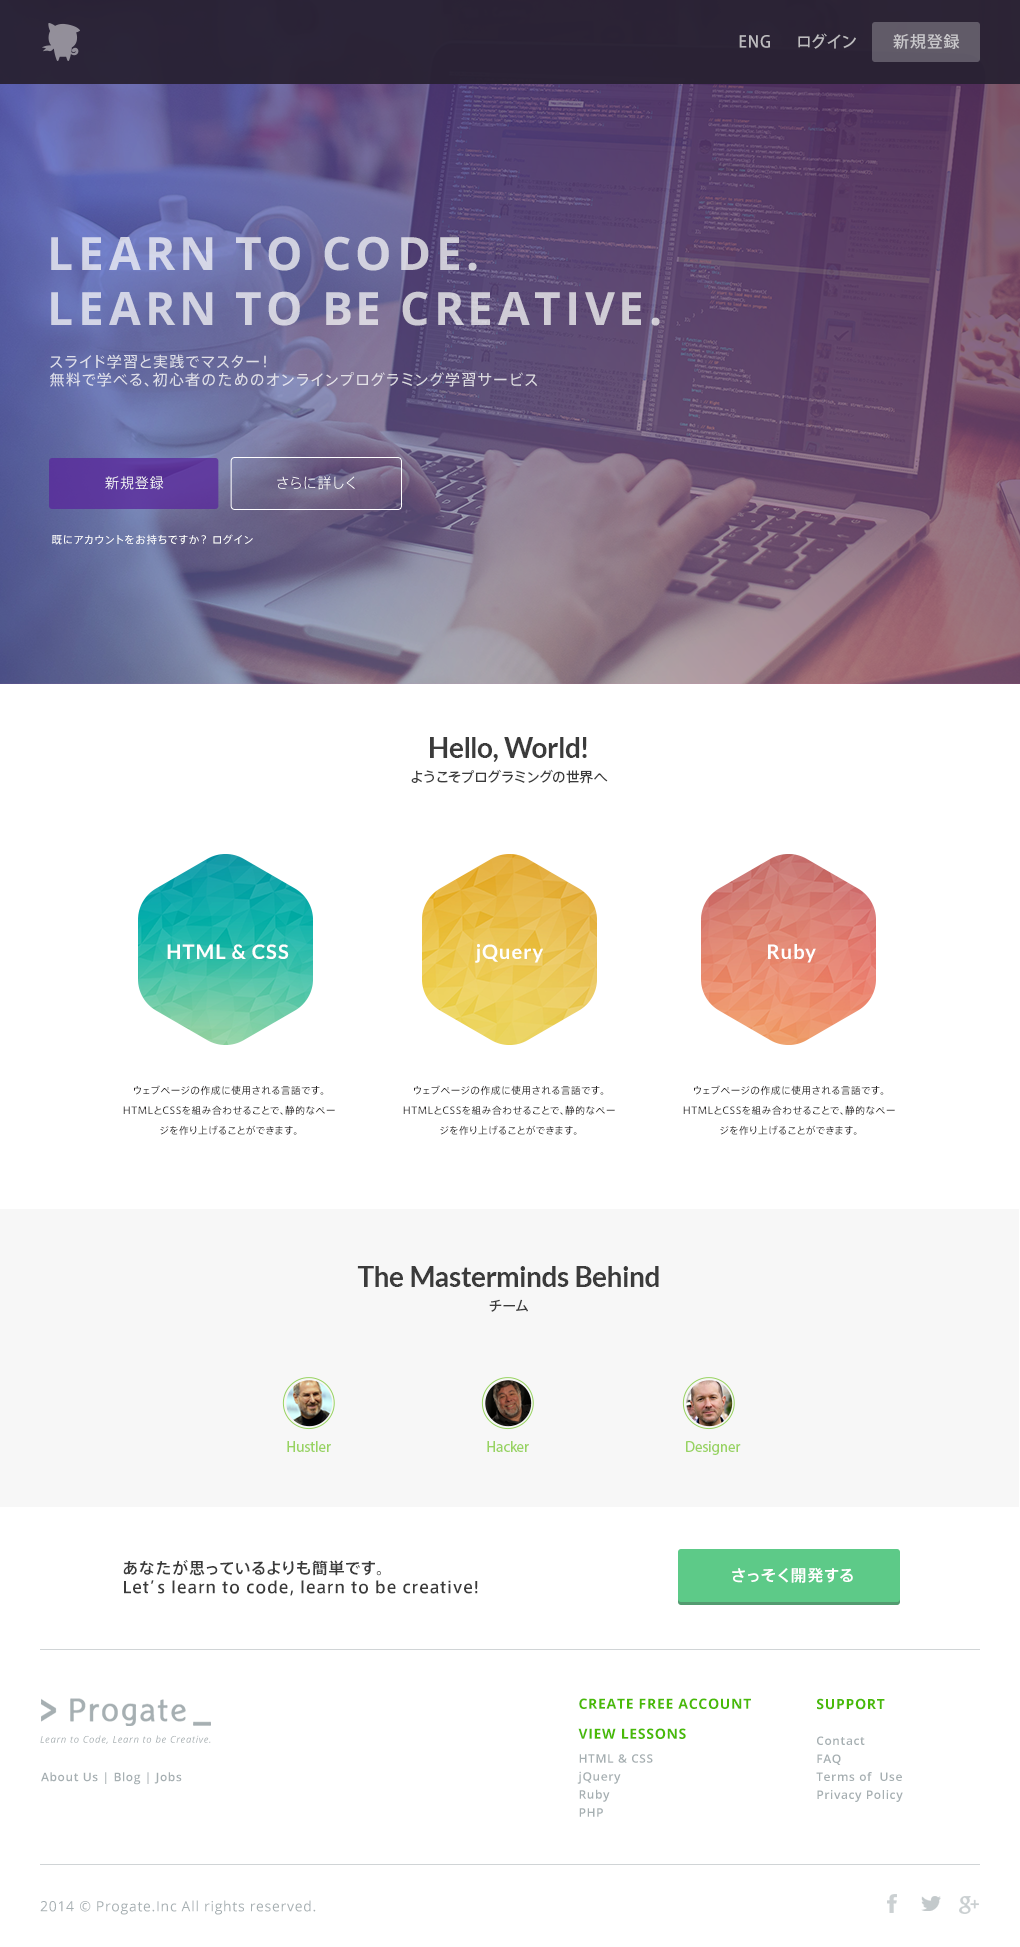 ENG ログイン 新規登録
LEARN TO CODE.
LEARN TO BE CREATIVE.
スライド学習と実践でマスター！
無料で学べる、初心者のためのオンラインプログラミング学習サービス
新規登録 さらに詳しく
既にアカウントをお持ちですか？ ログイン
Hello, World!
ようこそプログラミングの世界へ
HTML & CSS jQuery Ruby
ウェブページの作成に使用される言語です。 ウェブページの作成に使用される言語です。 ウェブページの作成に使用される言語です。
HTMLとCSSを組み合わせることで、静的なペー HTMLとCSSを組み合わせることで、静的なペー HTMLとCSSを組み合わせることで、静的なペー
ジを作り上げることができます。 ジを作り上げることができます。 ジを作り上げることができます。
The Masterminds Behind
チーム
Hustler Hacker Designer
あなたが思っているよりも簡単です。
Let's learn to code, learn to be creative!
さっそく開発する
> Progate_
Learn to Code, Learn to be Creative.
About Us | Blog | Jobs
CREATE FREE ACCOUNT
VIEW LESSONS
HTML & CSS
jQuery
Ruby
PHP
SUPPORT
Contact
FAQ
Terms of  Use
Privacy Policy
2014 © Progate.Inc All rights reserved.
f g+